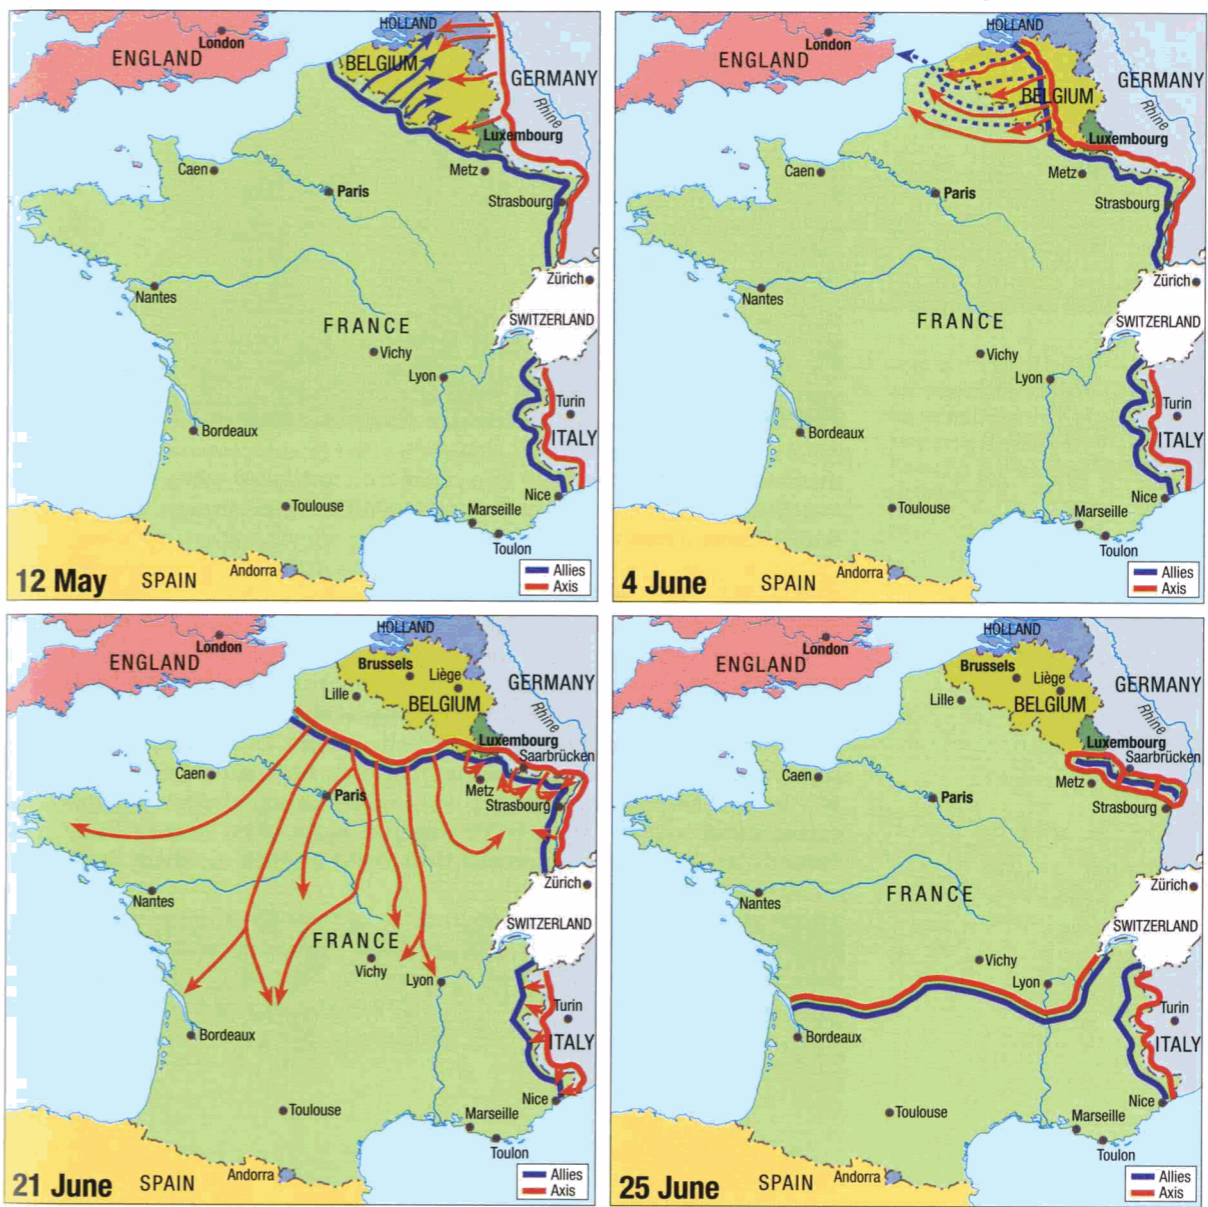 HOLLAND
London
ENGLAND
BELGIUM
GERMANY
Rhine
Luxembourg
Caen
Metz
Paris
Strasbourg
Zürich
Nantes
SWITZERLAND
FRANCE
Vichy
Lyon
Turin
Bordeaux
ITALY
Nice
Toulouse
Marseille
Toulon
Andorra
12 May
SPAIN
Allies
Axis
HOLLAND
London
ENGLAND
GERMANY
BELGIUM
Rhine
Luxembourg
Caen
Metz
Paris
Strasbourg
Zürich
Nantes
FRANCE
SWITZERLAND
Vichy
Lyon
Turin
Bordeaux
ITALY
Nice
Toulouse
Marseille
Toulon
Andorra
4 June
SPAIN
Allies
Axis
HOLLAND
London
ENGLAND
Brussels
Liège
GERMANY
Lille
BELGIUM
Rhine
Luxembourg
Saarbrücken
Caen
Metz
Paris
Strasbourg
Zürich
Nantes
SWITZERLAND
FRANCE
Vichy
Lyon
Turin
Bordeaux
ITALY
Nice
Toulouse
Marseille
Toulon
Andorra
21 June
SPAIN
Allies
Axis
HOLLAND
London
ENGLAND
Brussels
Liège
GERMANY
Lille
BELGIUM
Rhine
Luxembourg
Saarbrücken
Caen
Metz
Paris
Strasbourg
Zürich
Nantes
FRANCE
SWITZERLAND
Vichy
Lyon
Turin
Bordeaux
ITALY
Nice
Toulouse
Marseille
Toulon
Andorra
25 June
SPAIN
Allies
Axis